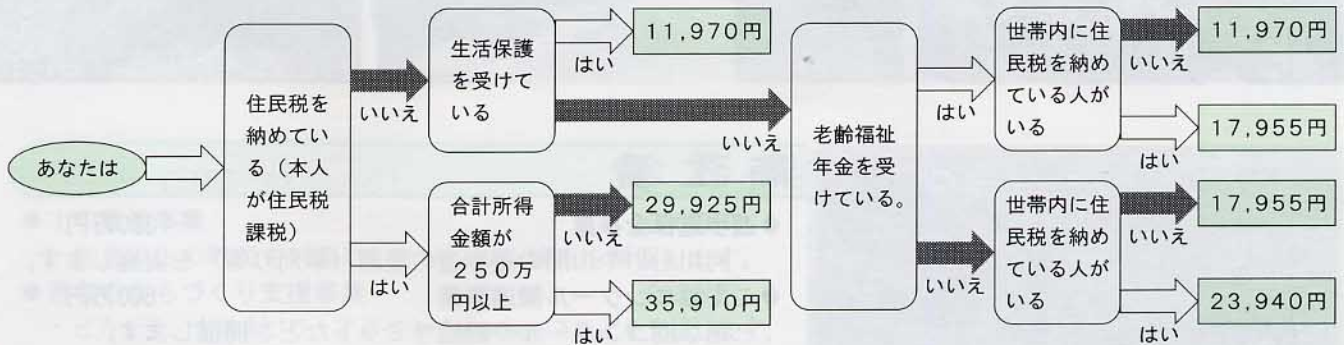 あなたは
住民税を
納めてい
る（本人
が住民税
課税）
いいえ
はい
生活保護
を受けて
いる
はい
11,970円
いいえ
合計所得
金額が
２５０万
円以上
いいえ
29,925円
はい
35,910円
老齢福祉
年金を受
けている。
はい
世帯内に住
民税を納め
ている人が
いる
いいえ
11,970円
はい
17,955円
いいえ
世帯内に住
民税を納め
ている人が
いる
いいえ
17,955円
はい
23,940円